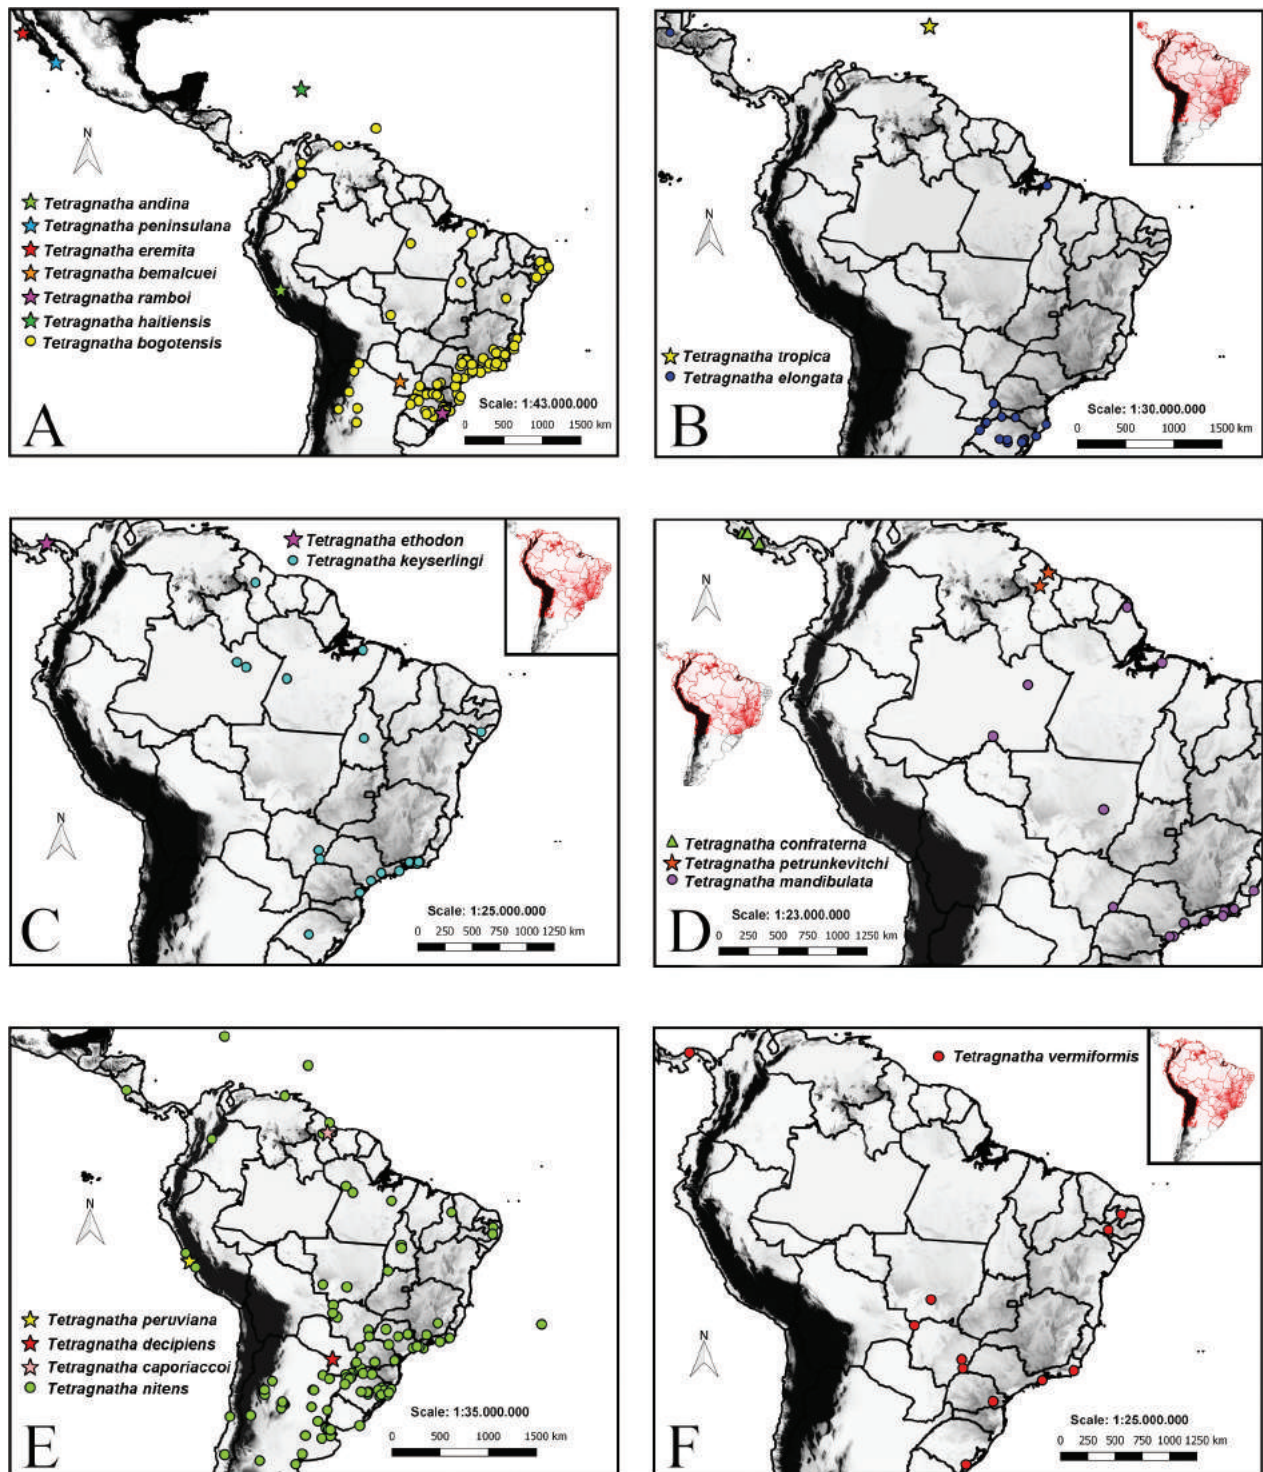 N
Tetragnatha andina
Tetragnatha peninsulana
Tetragnatha eremita
Tetragnatha bemalcuei
Tetragnatha ramboi
Tetragnatha haitiensis
Tetragnatha bogotensis
A
Scale: 1:43.000.000
0 500 1000 1500 km
N
Tetragnatha tropica
Tetragnatha elongata
B
Scale: 1:30.000.000
0 500 1000 1500 km
Tetragnatha ethodon
Tetragnatha keyserlingi
N
C
Scale: 1:25.000.000
0 250 500 750 1000 1250 km
N
Tetragnatha confraterna
Tetragnatha petrunkevitchi
Tetragnatha mandibulata
D
Scale: 1:23.000.000
0 250 500 750 1000 1250 km
N
Tetragnatha peruviana
Tetragnatha decipiens
Tetragnatha caporiaccoi
Tetragnatha nitens
E
Scale: 1:35.000.000
0 500 1000 1500 km
Tetragnatha vermiformis
N
F
Scale: 1:25.000.000
0 250 500 750 1000 1250 km